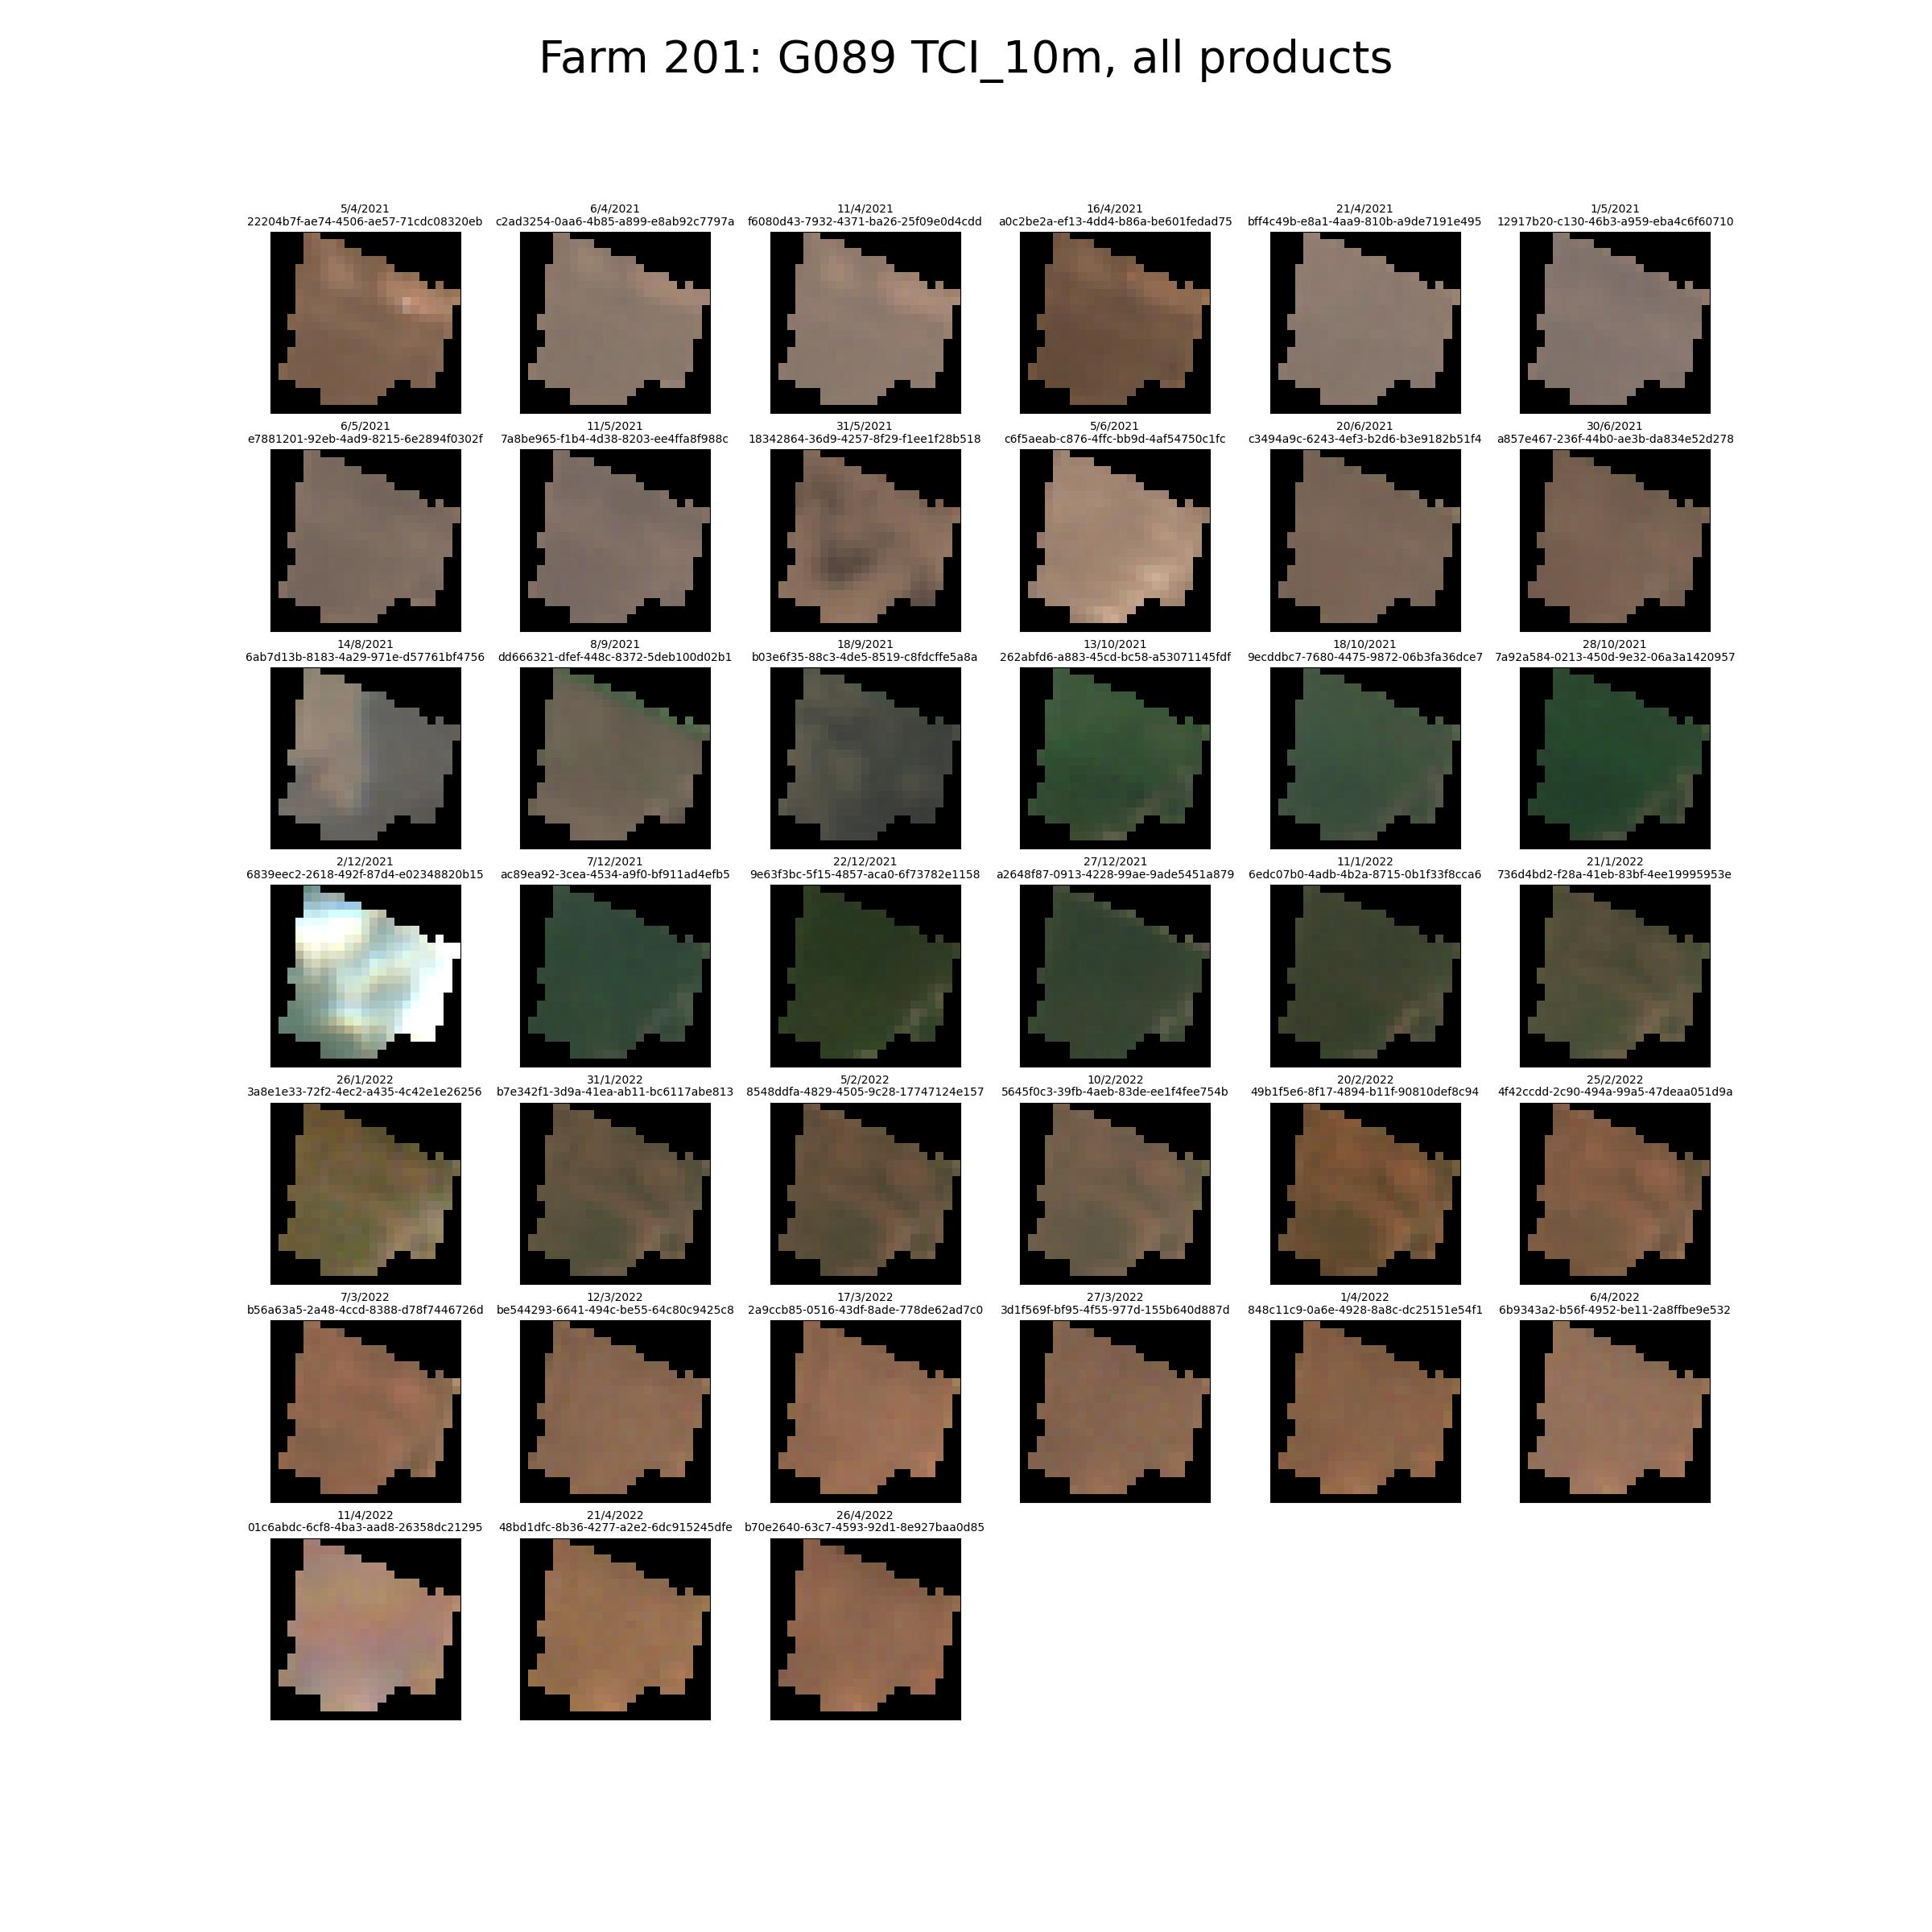 Farm 201: G089 TCI_10m, all products
5/4/2021 6/4/2021 11/4/2021 16/4/2021 21/4/2021 1/5/2021
22204b7f-ae74-4506-ae57-71cdc08320eb c2ad3254-0aa6-4b85-a899-e8ab92c7797a f6080d43-7932-4371-ba26-25f09e0d4cdd a0c2be2a-ef13-4dd4-b86a-be601fedad75 bff4c49b-e8a1-4aa9-810b-a9de7191e495 12917b20-c130-46b3-a959-eba4c6f60710
6/5/2021 11/5/2021 31/5/2021 5/6/2021 20/6/2021 30/6/2021
e7881201-92eb-4ad9-8215-6e2894f0302f 7a8be965-f1b4-4d38-8203-ee4ffa8f988c 18342864-36d9-4257-8f29-f1ee1f28b518 c6f5aeab-c876-4ffc-bb9d-4af54750c1fc c3494a9c-6243-4ef3-b2d6-b3e9182b51f4 a857e467-236f-44b0-ae3b-da834e52d278
14/8/2021 8/9/2021 18/9/2021 13/10/2021 18/10/2021 28/10/2021
6ab7d13b-8183-4a29-971e-d57761bf4756 dd666321-dfef-448c-8372-5deb100d02b1 b03e6f35-88c3-4de5-8519-c8fdcffe5a8a 262abfd6-a883-45cd-bc58-a53071145fdf 9ecddbc7-7680-4475-9872-06b3fa36dce7 7a92a584-0213-450d-9e32-06a3a1420957
2/12/2021 7/12/2021 22/12/2021 27/12/2021 11/1/2022 21/1/2022
6839eec2-2618-492f-87d4-e02348820b15 ac89ea92-3cea-4534-a9f0-bf911ad4efb5 9e63f3bc-5f15-4857-aca0-6f73782e1158 a2648f87-0913-4228-99ae-9ade5451a879 6edc07b0-4adb-4b2a-8715-0b1f33f8cca6 736d4bd2-f28a-41eb-83bf-4ee19995953e
26/1/2022 31/1/2022 5/2/2022 10/2/2022 20/2/2022 25/2/2022
3a8e1e33-72f2-4ec2-a435-4c42e1e26256 b7e342f1-3d9a-41ea-ab11-bc6117abe813 8548ddfa-4829-4505-9c28-17747124e157 5645f0c3-39fb-4aeb-83de-ee1f4fee754b 49b1f5e6-8f17-4894-b11f-90810def8c94 4f42ccdd-2c90-494a-99a5-47deaa051d9a
7/3/2022 12/3/2022 17/3/2022 27/3/2022 1/4/2022 6/4/2022
b56a63a5-2a48-4ccd-8388-d78f7446726d be544293-6641-494c-be55-64c80c9425c8 2a9ccb85-0516-43df-8ade-778de62ad7c0 3d1f569f-bf95-4f55-977d-155b640d887d 848c11c9-0a6e-4928-8a8c-dc25151e54f1 6b9343a2-b56f-4952-be11-2a8ffbe9e532
11/4/2022 21/4/2022 26/4/2022
01c6abdc-6cf8-4ba3-aad8-26358dc21295 48bd1dfc-8b36-4277-a2e2-6dc915245dfe b70e2640-63c7-4593-92d1-8e927baa0d85